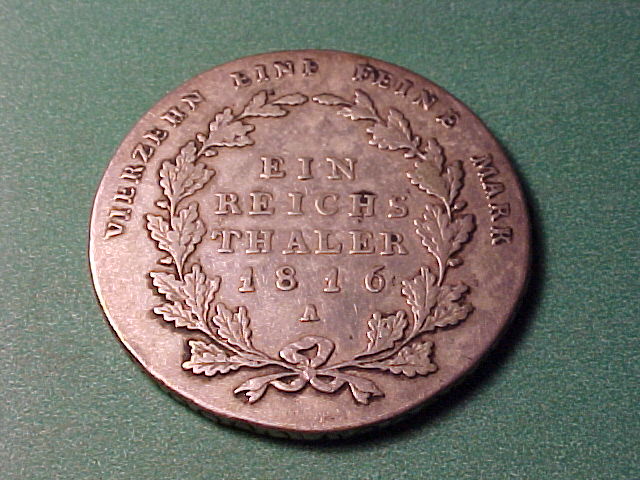 VIERZEHN EINE FEINE MARK
EIN
REICHS
THALER
1816
A